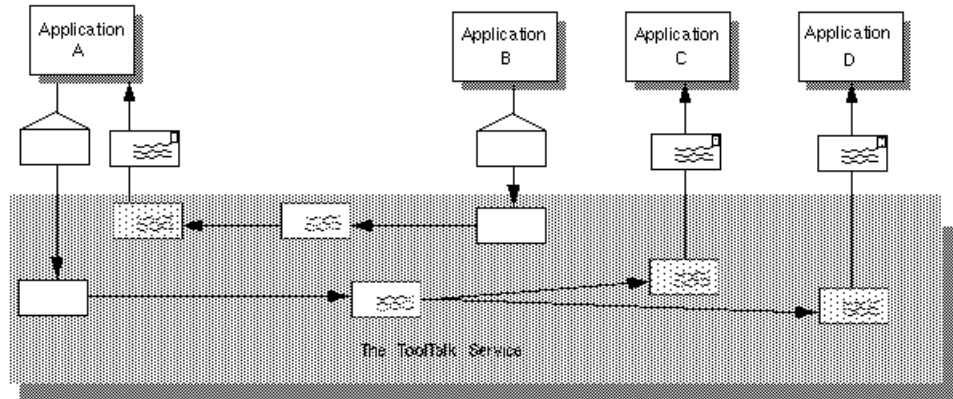 Application
A
Application
B
Application
C
Application
D
The ToolTalk Service